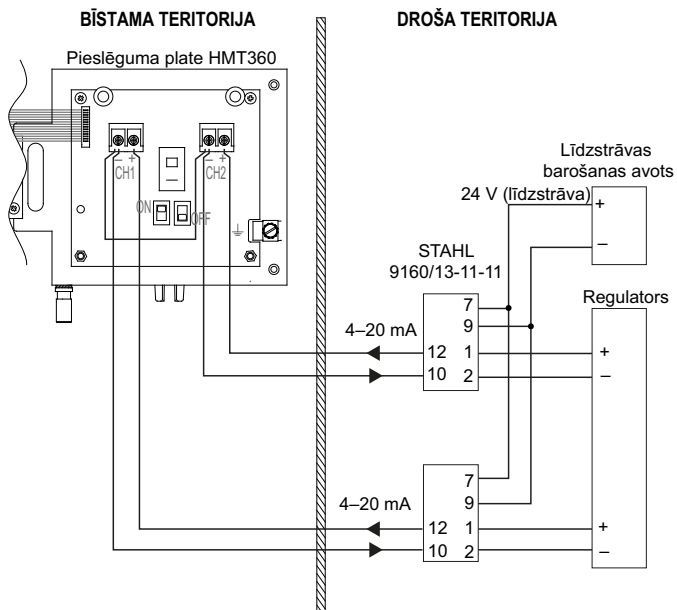 BĪSTAMA TERITORIJA
DROŠA TERITORIJA
Pieslēguma plate HMT360
– +
CH1
– +
CH2
ON
OFF
Līdzstrāvas
barošanas avots
24 V (līdzstrāva)
+
–
STAHL
9160/13-11-11
Regulators
7
9
4–20 mA
12 1
10 2
+
–
7
9
4–20 mA
12 1
10 2
+
–